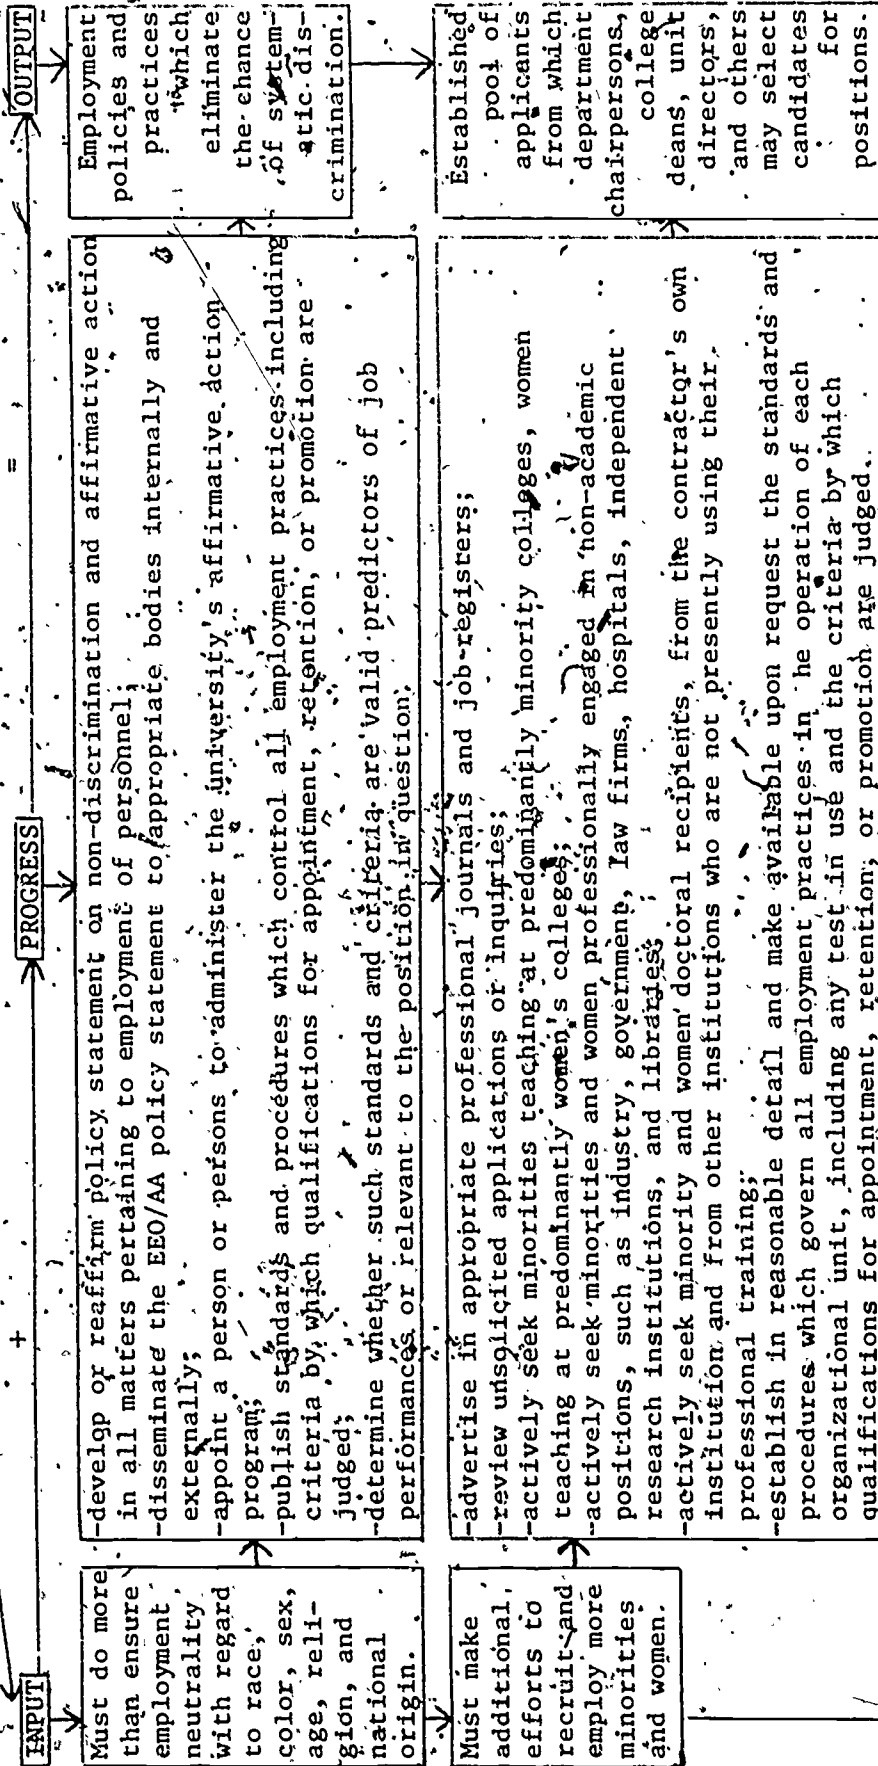 INPUT
+
PROGRESS
=
OUTPUT
Must do more
than ensure
employment
neutrality
with regard
to race,
color, sex,
age, reli-
gion, and
national
origin.
-develop or reaffirm policy statement on non-discrimination and affirmative action
in all matters pertaining to employment of personnel;
-disseminate the EEO/AA policy statement to appropriate bodies internally and
externally;
-appoint a person or persons to administer the university's affirmative action
program;
-publish standards and procedures which control all employment practices including
criteria by which qualifications for appointment, retention, or promotion are
judged;
-determine whether such standards and criteria are valid predictors of job
performances or relevant to the position in question.
Employment
policies and
practices
which
eliminate
the chance
of system-
atic dis-
crimination.
Must make
additional
efforts to
recruit and
employ more
minorities
and women.
-advertise in appropriate professional journals and job-registers;
-review unsolicited applications or inquiries;
-actively seek minorities teaching at predominantly minority colleges, women
teaching at predominantly women's colleges;
-actively seek minorities and women professionally engaged in non-academic
positions, such as industry, government, law firms, hospitals, independent
research institutions, and libraries;
-actively seek minority and women doctoral recipients, from the contractor's own
institution and from other institutions who are not presently using their
professional training;
-establish in reasonable detail and make available upon request the standards and
procedures which govern all employment practices in he operation of each
organizational unit, including any test in use and the criteria by which
qualifications for appointment, retention, or promotion are judged.
Established
pool of
applicants
from which
department
chairpersons,
college
deans, unit
directors,
and others
may select
candidates
for
positions.